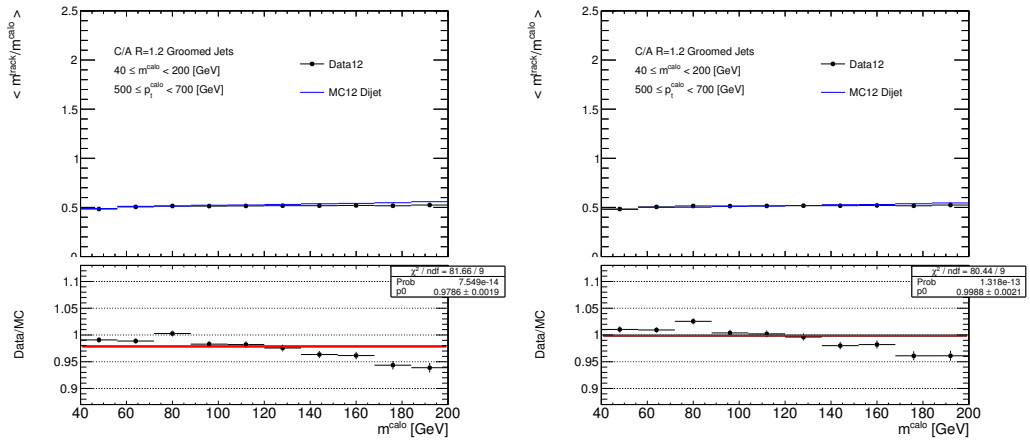 < m^track/m^calo >
2.5
2
1.5
1
0.5
0
C/A R=1.2 Groomed Jets
40 ≤ m^calo < 200 [GeV]
500 ≤ p_t^calo < 700 [GeV]
Data12
MC12 Dijet
Data/MC
1.1
1.05
1
0.95
0.9
χ² / ndf = 81.66 / 9
Prob 7.549e-14
p0 0.9786 ± 0.0019
40 60 80 100 120 140 160 180 200
m^calo [GeV]
< m^track/m^calo >
2.5
2
1.5
1
0.5
0
C/A R=1.2 Groomed Jets
40 ≤ m^calo < 200 [GeV]
500 ≤ p_t^calo < 700 [GeV]
Data12
MC12 Dijet
Data/MC
1.1
1.05
1
0.95
0.9
χ² / ndf = 80.44 / 9
Prob 1.318e-13
p0 0.9988 ± 0.0021
40 60 80 100 120 140 160 180 200
m^calo [GeV]